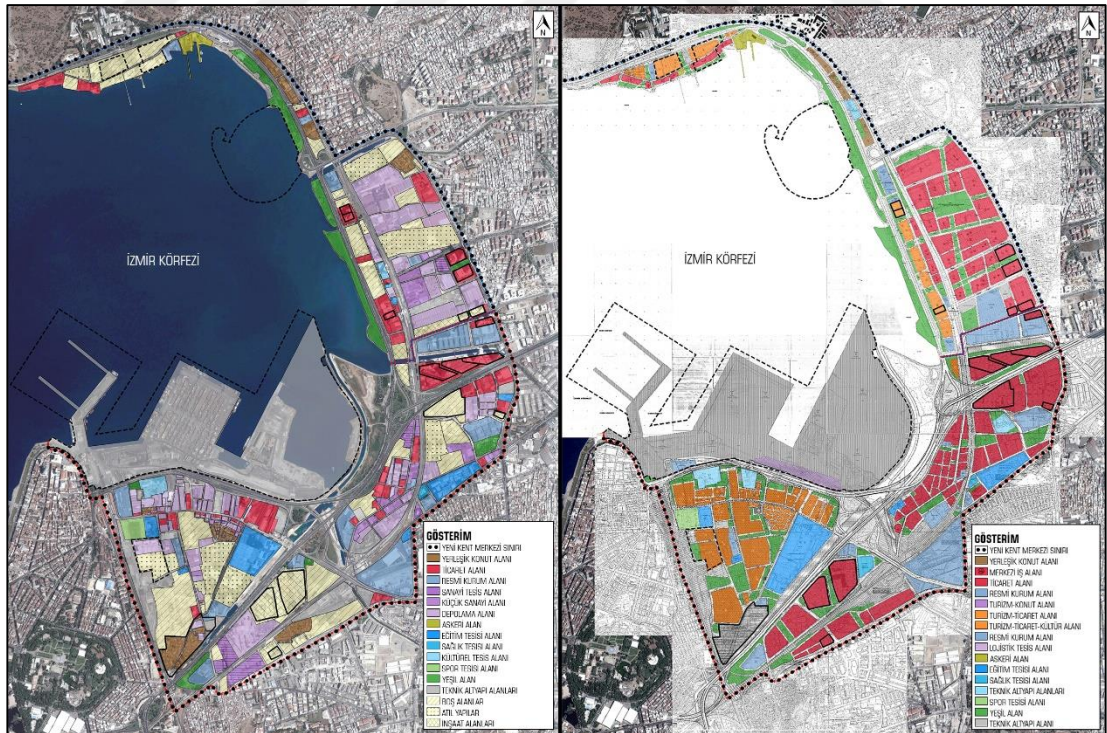 N
İZMİR KÖRFEZİ
GÖSTERİM
YENİ KENT MERKEZİ SINIRI
YERLEŞİK KONUT ALANI
TİCARET ALANI
RESMİ KURUM ALANI
SANAYİ TESİS ALANI
KÜÇÜK SANAYİ ALANI
DEPOLAMA ALANI
ASKERİ ALAN
EĞİTİM TESİSİ ALANI
SAĞLIK TESİSİ ALANI
KÜLTÜREL TESİS ALANI
SPOR TESİSİ ALANI
YEŞİL ALAN
TEKNİK ALTYAPI ALANLARI
BOŞ ALANLAR
ATIL YAPILAR
İNŞAAT ALANLARI
N
İZMİR KÖRFEZİ
GÖSTERİM
YENİ KENT MERKEZİ SINIRI
YERLEŞİK KONUT ALANI
MERKEZİ İŞ ALANI
TİCARET ALANI
RESMİ KURUM ALANI
TURİZM-KONUT ALANI
TURİZM-TİCARET ALANI
TURİZM-TİCARET-KÜLTÜR ALANI
RESMİ KURUM ALANI
LOJİSTİK TESİS ALANI
ASKERİ ALAN
EĞİTİM TESİSİ ALANI
SAĞLIK TESİSİ ALANI
TEKNİK ALTYAPI ALANLARI
SPOR TESİSİ ALANI
YEŞİL ALAN
TEKNİK ALTYAPI ALANI